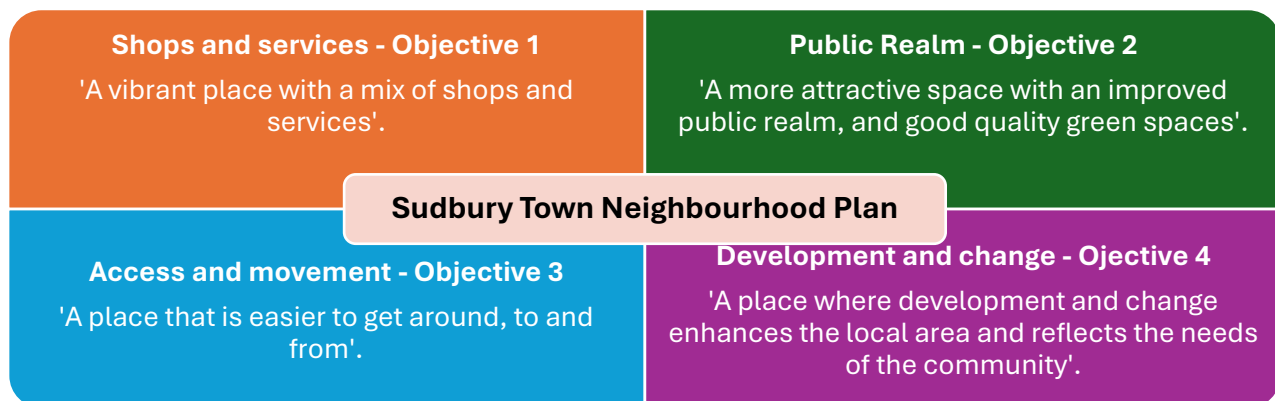 Shops and services - Objective 1
'A vibrant place with a mix of shops and
services'.
Public Realm - Objective 2
'A more attractive space with an improved
public realm, and good quality green spaces'.
Sudbury Town Neighbourhood Plan
Access and movement - Objective 3
'A place that is easier to get around, to and
from'.
Development and change - Ojective 4
'A place where development and change
enhances the local area and reflects the needs
of the community'.